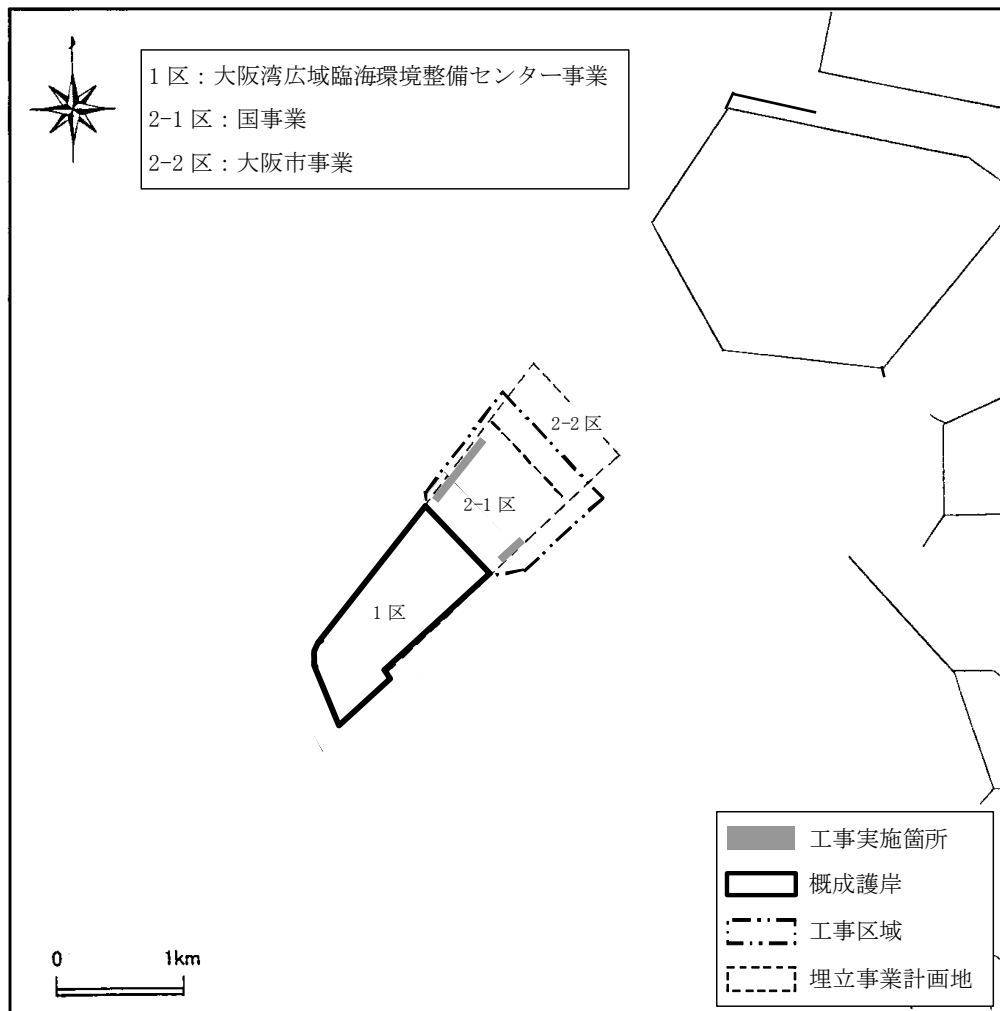 1 区：大阪湾広域臨海環境整備センター事業
2-1 区：国事業
2-2 区：大阪市事業
2-2 区
2-1 区
1 区
工事実施箇所
概成護岸
工事区域
埋立事業計画地
0 1km